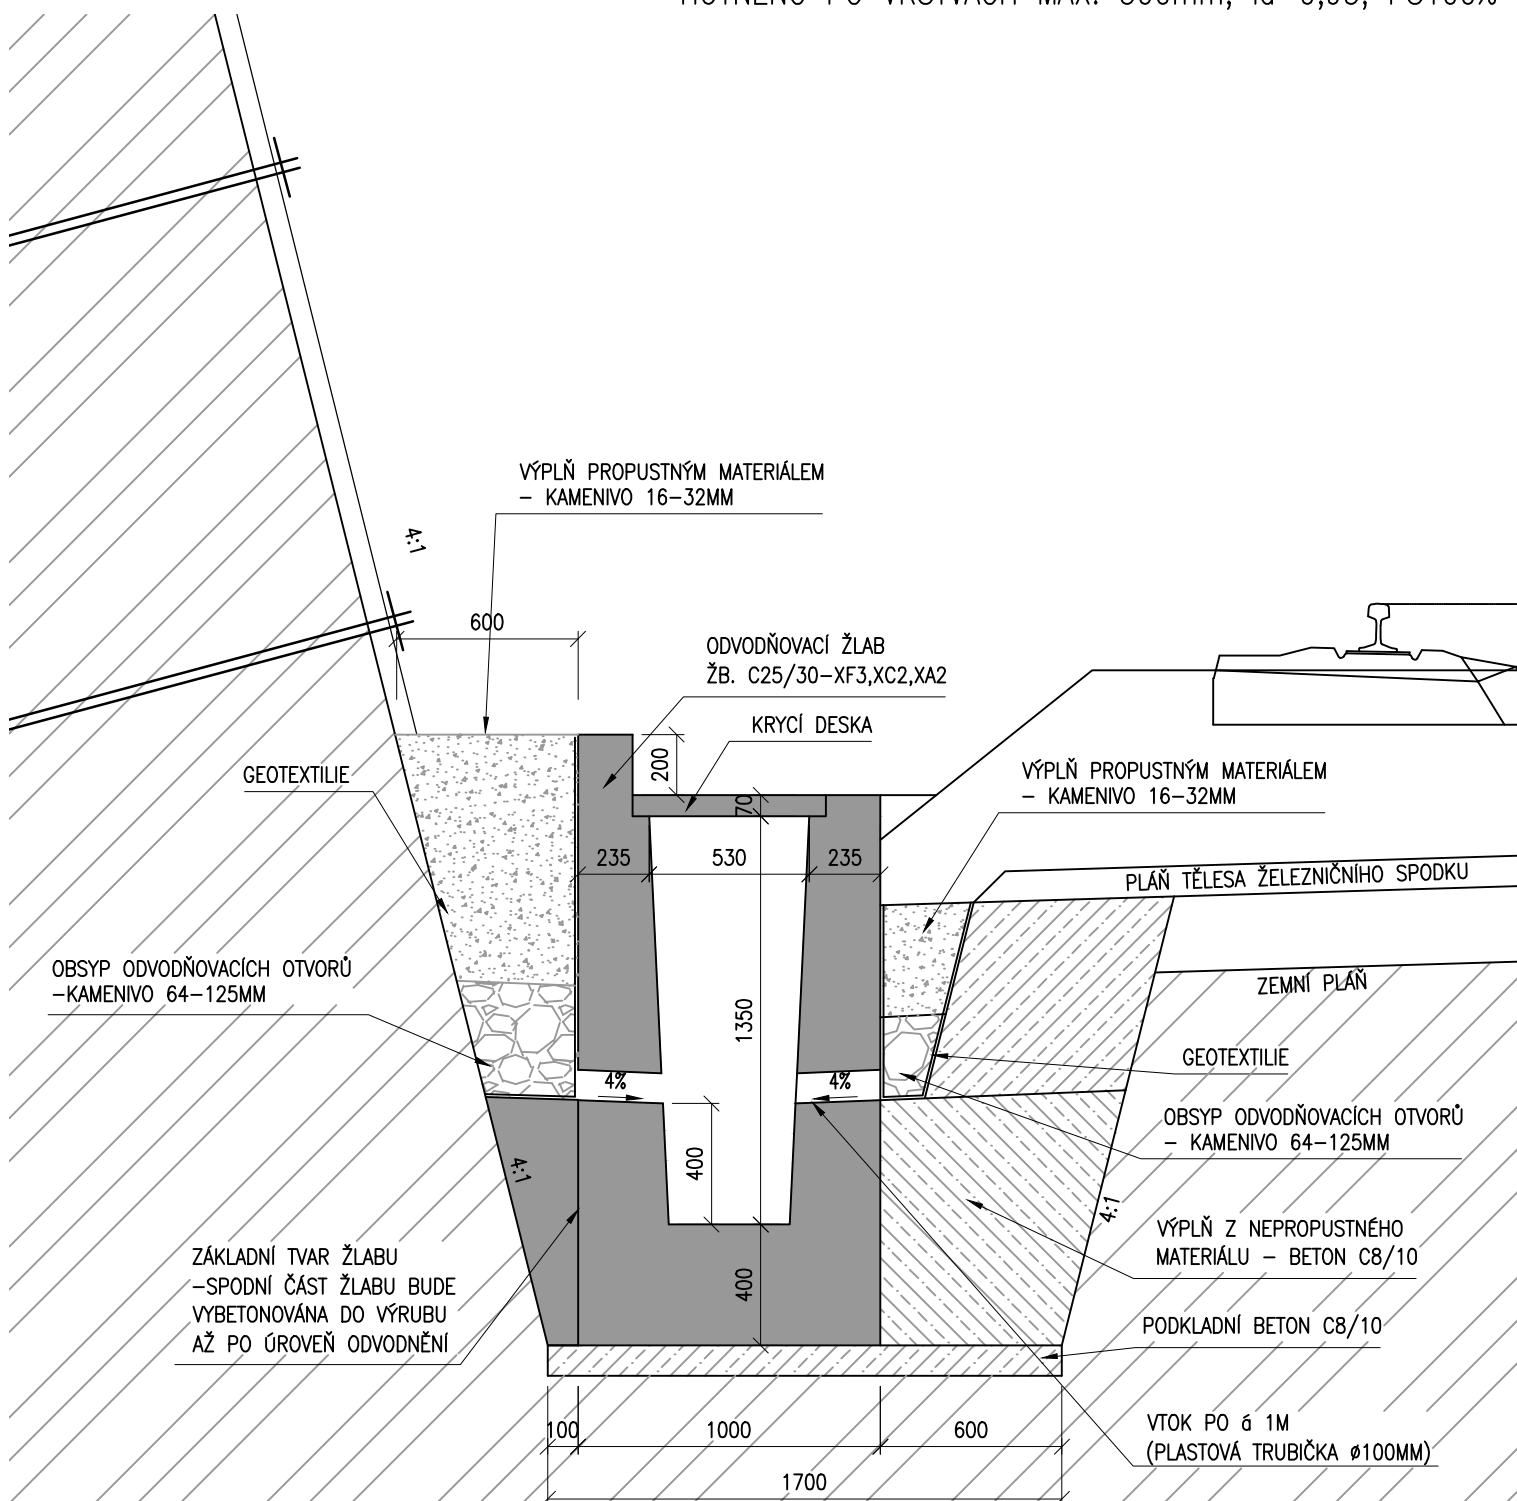 VÝPLŇ PROPUSTNÝM MATERIÁLEM
– KAMENIVO 16–32MM
4:1
600
ODVODŇOVACÍ ŽLAB
ŽB. C25/30–XF3,XC2,XA2
KRYCÍ DESKA
200
GEOTEXTILIE
VÝPLŇ PROPUSTNÝM MATERIÁLEM
– KAMENIVO 16–32MM
70
235
530
235
PLÁŇ TĚLESA ŽELEZNIČNÍHO SPODKU
OBSYP ODVODŇOVACÍCH OTVORŮ
–KAMENIVO 64–125MM
ZEMNÍ PLÁŇ
1350
GEOTEXTILIE
4%
4%
OBSYP ODVODŇOVACÍCH OTVORŮ
– KAMENIVO 64–125MM
400
4:1
4:1
VÝPLŇ Z NEPROPUSTNÉHO
MATERIÁLU – BETON C8/10
ZÁKLADNÍ TVAR ŽLABU
–SPODNÍ ČÁST ŽLABU BUDE
VYBETONOVÁNA DO VÝRUBU
AŽ PO ÚROVEŇ ODVODNĚNÍ
400
PODKLADNÍ BETON C8/10
100
1000
600
VTOK PO á 1M
(PLASTOVÁ TRUBIČKA ø100MM)
1700